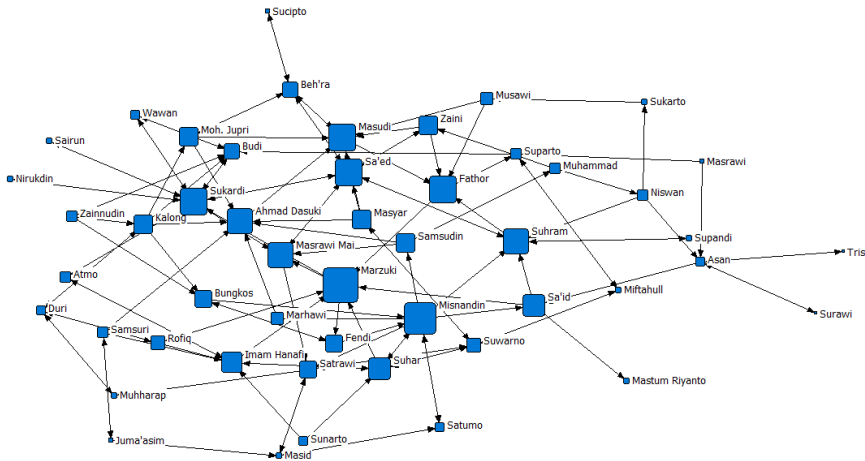 Sucipto
Beh'ra
Musawi
Sukarto
Wawan
Zaini
Moh. Jupri
Masudi
Sairun
Budi
Suparto
Masrawi
Sa'ed
Muhammad
Nirukdin
Sukardi
Fathor
Niswan
Zainnudin
Kalong
Ahmad Dasuki
Masyar
Suhram
Supandi
Masrawi Mai
Samsudin
Asan
Tris
Atmo
Marzuki
Bungkos
Miftahull
Duri
Misnandin
Sa'id
Surawi
Marhawi
Samsuri
Rofiq
Fendi
Suwarno
Imam Hanafi
Satrawi
Suhar
Mastum Riyanto
Muhharap
Satumo
Juma'asim
Sunarto
Masid